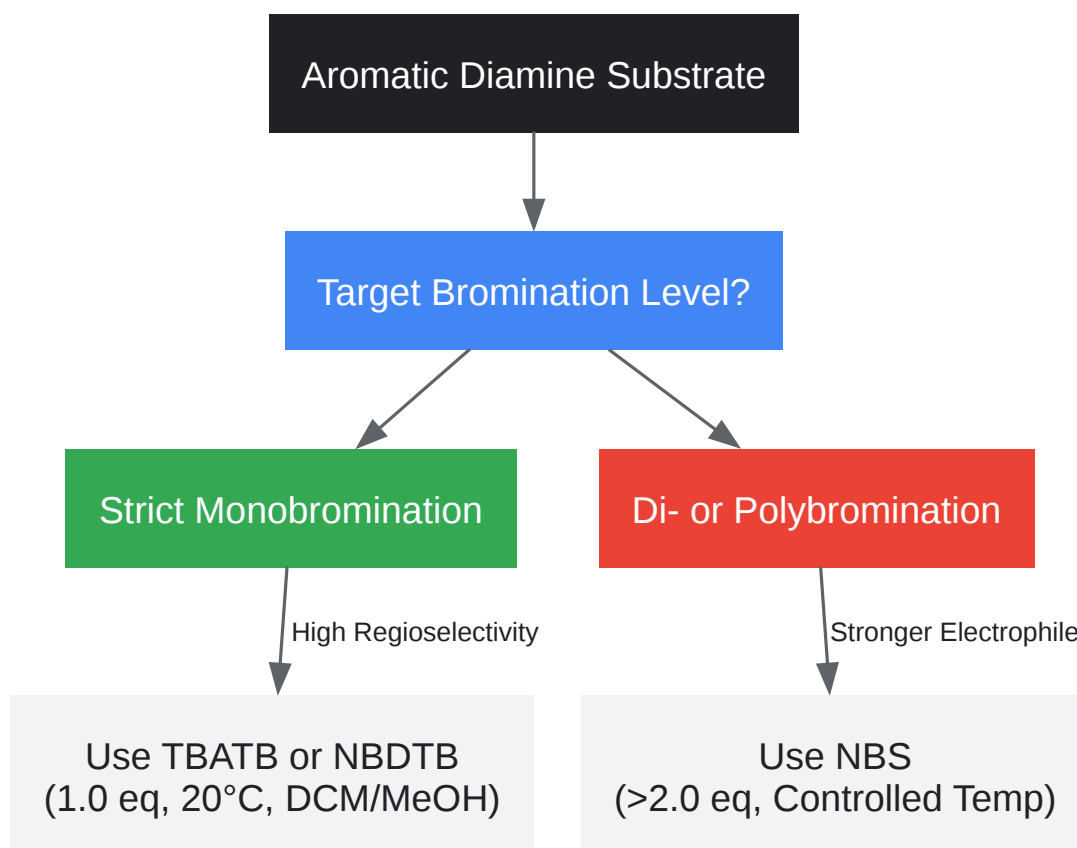 Aromatic Diamine Substrate
Target Bromination Level?
Strict Monobromination
Di- or Polybromination
High Regioselectivity
Stronger Electrophile
Use TBATB or NBDTB
(1.0 eq, 20°C, DCM/MeOH)
Use NBS
(>2.0 eq, Controlled Temp)